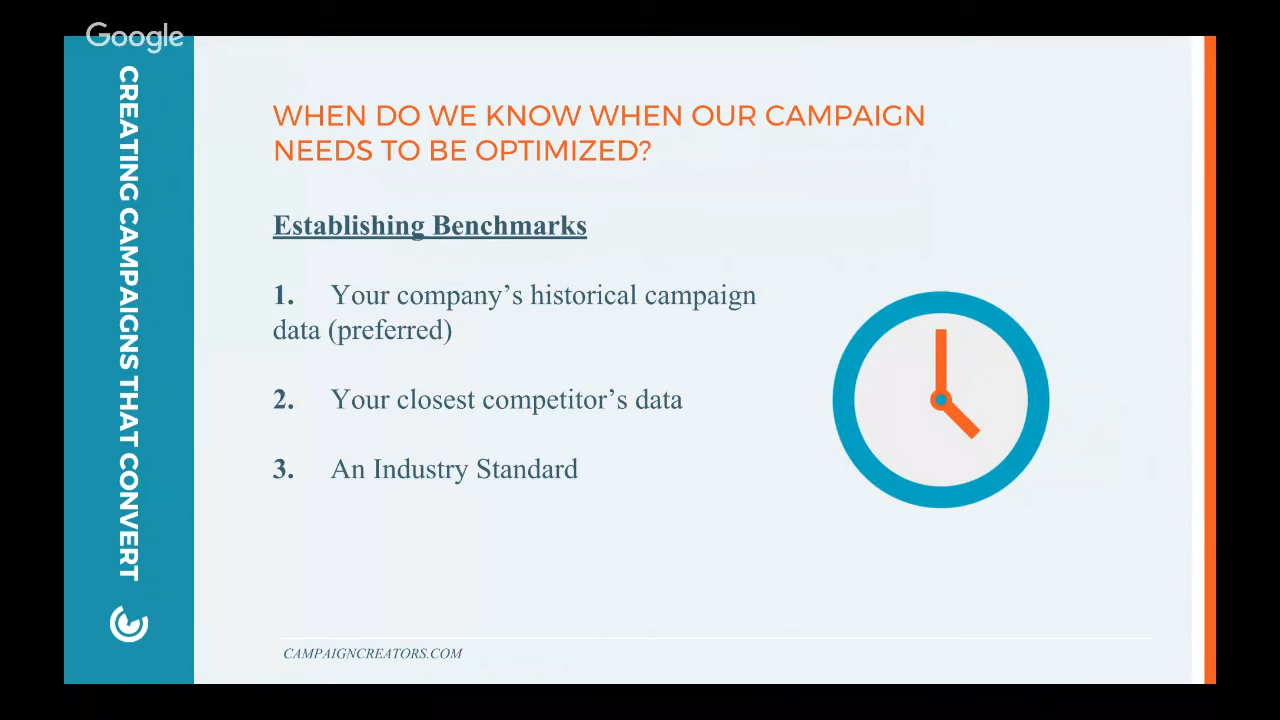 Google
CREATING CAMPAIGNS THAT CONVERT
WHEN DO WE KNOW WHEN OUR CAMPAIGN
NEEDS TO BE OPTIMIZED?
Establishing Benchmarks
1. Your company’s historical campaign
data (preferred)
2. Your closest competitor’s data
3. An Industry Standard
CAMPAIGNCREATORS.COM